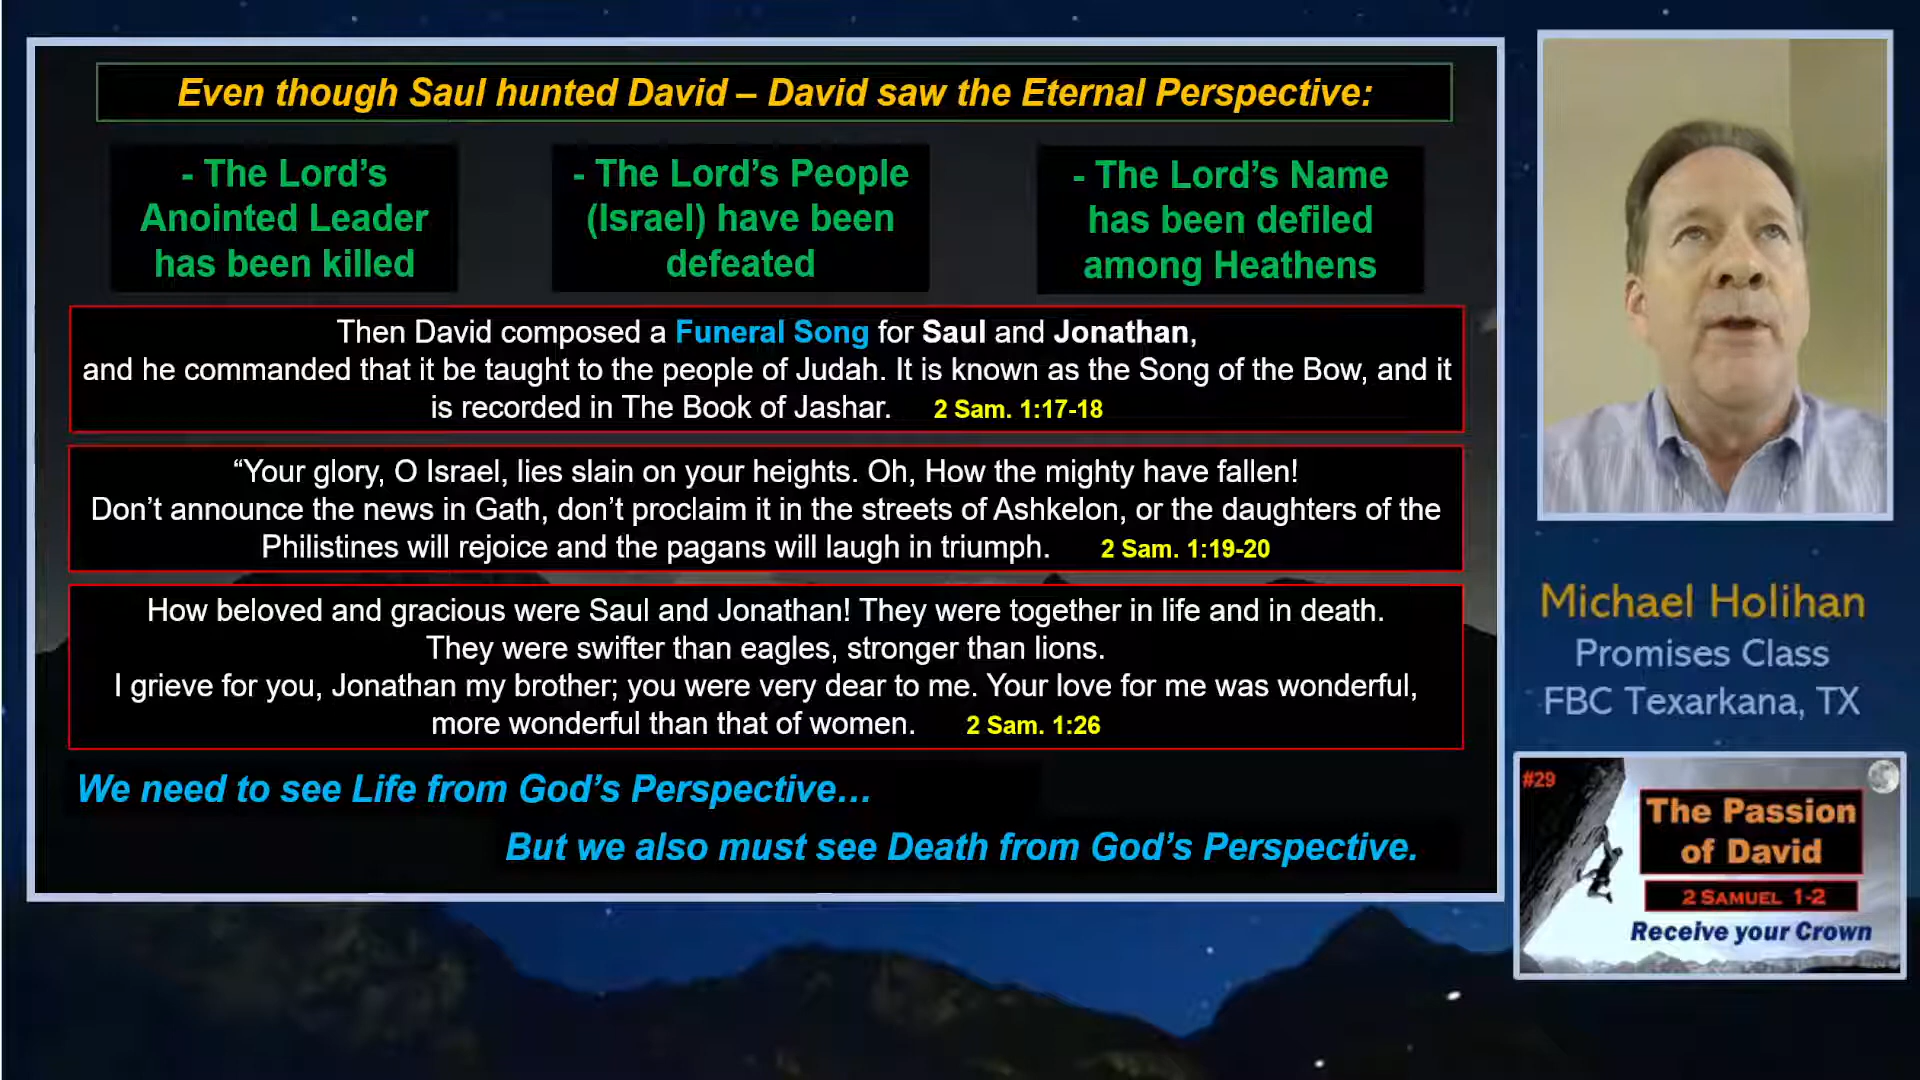 Even though Saul hunted David – David saw the Eternal Perspective:
- The Lord’s
Anointed Leader
has been killed
- The Lord’s People
(Israel) have been
defeated
- The Lord’s Name
has been defiled
among Heathens
Then David composed a Funeral Song for Saul and Jonathan,
and he commanded that it be taught to the people of Judah. It is known as the Song of the Bow, and it
is recorded in The Book of Jashar. 2 Sam. 1:17-18
“Your glory, O Israel, lies slain on your heights. Oh, How the mighty have fallen!
Don’t announce the news in Gath, don’t proclaim it in the streets of Ashkelon, or the daughters of the
Philistines will rejoice and the pagans will laugh in triumph. 2 Sam. 1:19-20
How beloved and gracious were Saul and Jonathan! They were together in life and in death.
They were swifter than eagles, stronger than lions.
I grieve for you, Jonathan my brother; you were very dear to me. Your love for me was wonderful,
more wonderful than that of women. 2 Sam. 1:26
We need to see Life from God’s Perspective…
But we also must see Death from God’s Perspective.
Michael Holihan
Promises Class
FBC Texarkana, TX
#29
The Passion
of David
2 SAMUEL 1-2
Receive your Crown